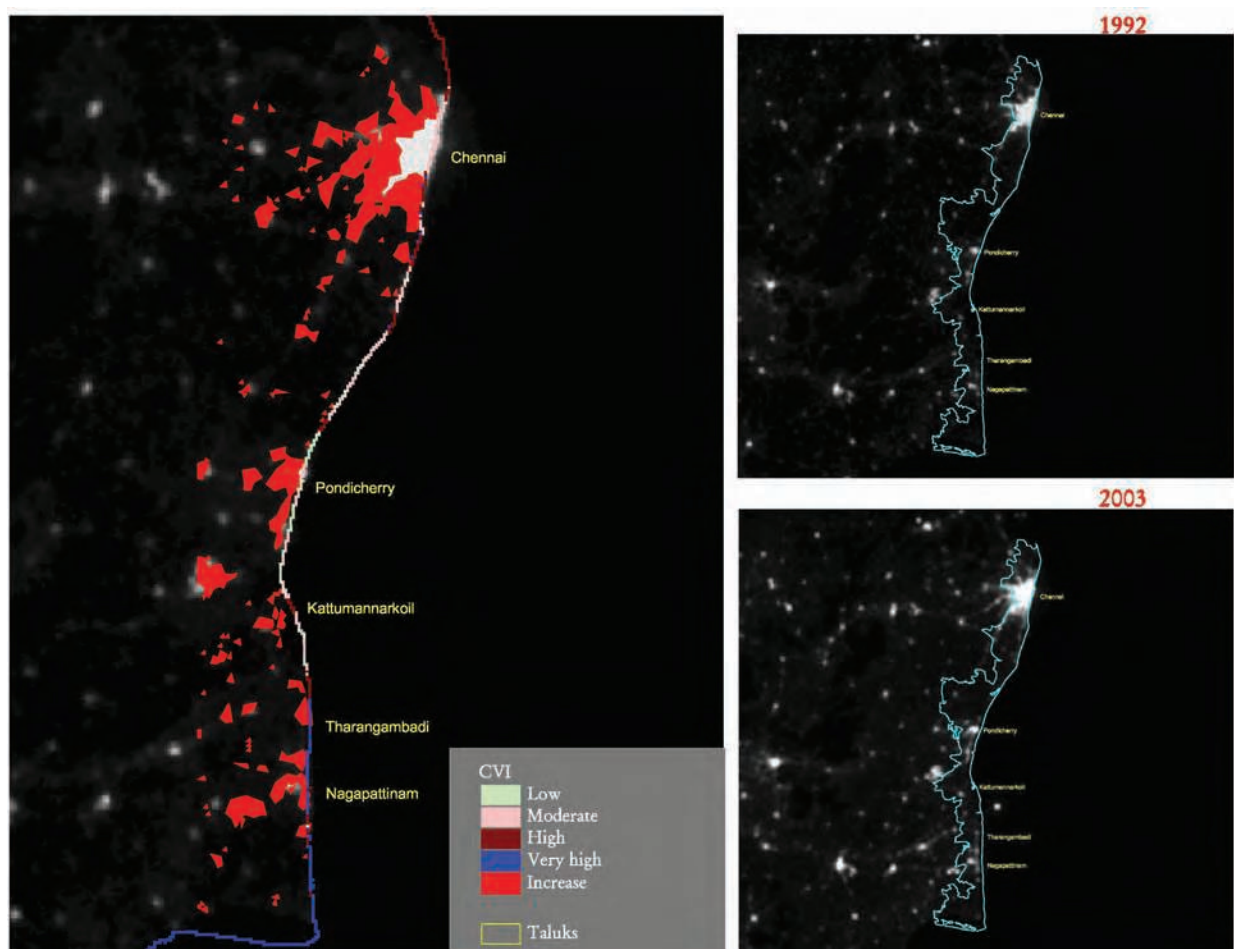 Chennai
Pondicherry
Kattumannarkoil
Tharangambadi
Nagapattinam
CVI
Low
Moderate
High
Very high
Increase
Taluks
1992
Chennai
Pondicherry
Kattumannarkoil
Tharangambadi
Nagapattinam
2003
Chennai
Pondicherry
Kattumannarkoil
Tharangambadi
Nagapattinam